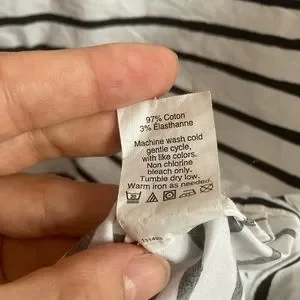 97% Coton
3% Élasthanne
Machine wash cold
gentle cycle,
with like colors.
Non chlorine
bleach only.
Tumble dry low.
Warm iron as needed.